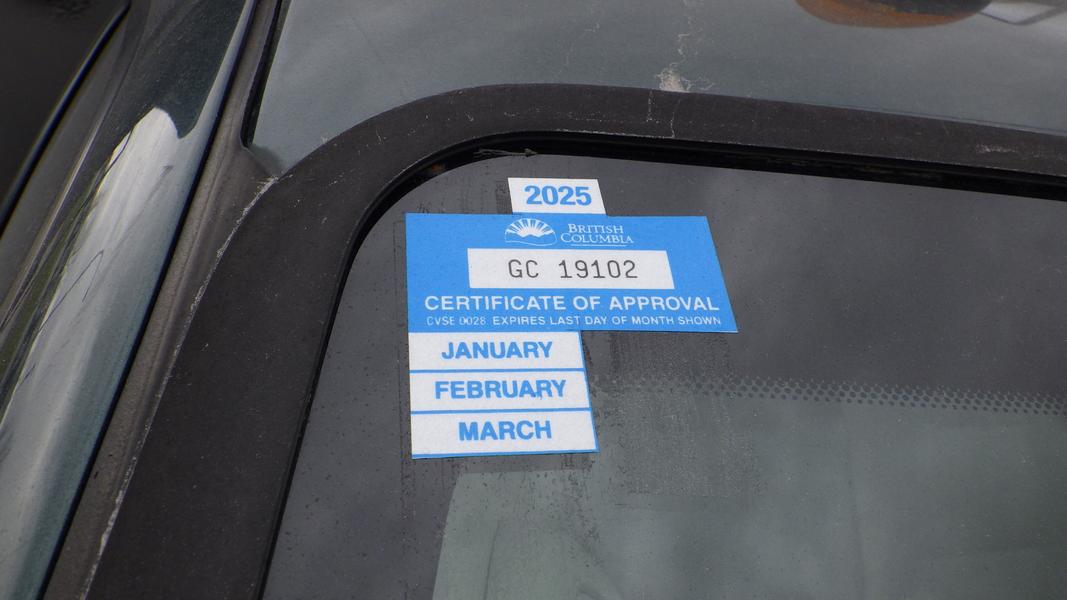 2025
BRITISH
COLUMBIA
GC 19102
CERTIFICATE OF APPROVAL
CVSE 0028 EXPIRES LAST DAY OF MONTH SHOWN
JANUARY
FEBRUARY
MARCH